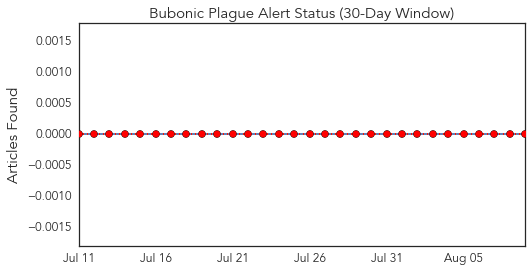 Bubonic Plague Alert Status (30-Day Window)
Articles Found
0.0015
0.0010
0.0005
0.0000
−0.0005
−0.0010
−0.0015
Jul 11 Jul 16 Jul 21 Jul 26 Jul 31 Aug 05